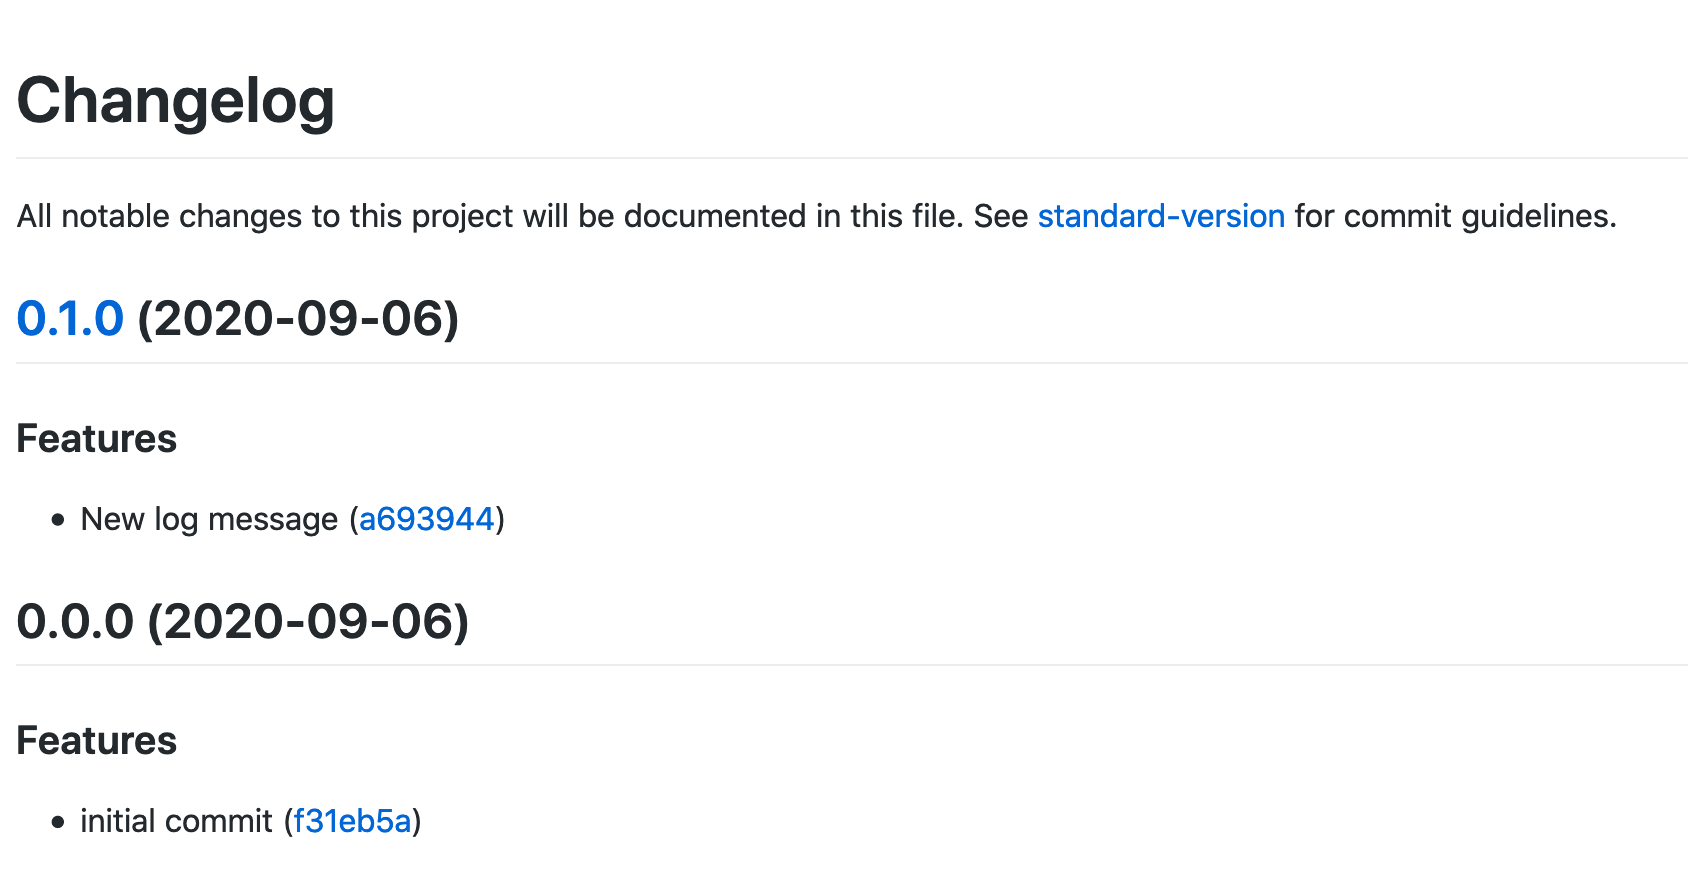 Changelog
All notable changes to this project will be documented in this file. See standard-version for commit guidelines.
0.1.0 (2020-09-06)
Features
• New log message (a693944)
0.0.0 (2020-09-06)
Features
• initial commit (f31eb5a)